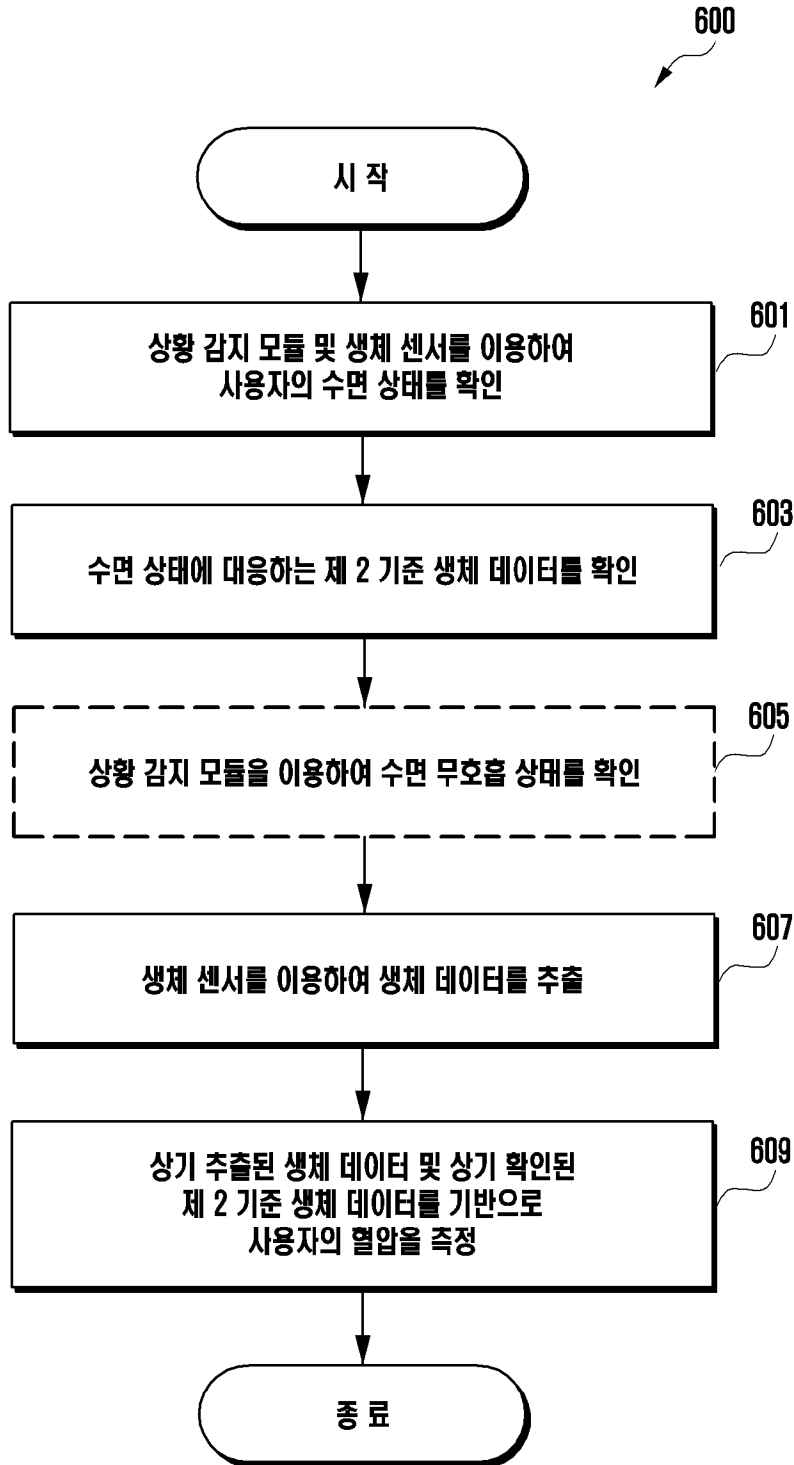 600
시 작
601
상황 감지 모듈 및 생체 센서를 이용하여
사용자의 수면 상태를 확인
603
수면 상태에 대응하는 제 2 기준 생체 데이터를 확인
605
상황 감지 모듈을 이용하여 수면 무호흡 상태를 확인
607
생체 센서를 이용하여 생체 데이터를 추출
609
상기 추출된 생체 데이터 및 상기 확인된
제 2 기준 생체 데이터를 기반으로
사용자의 혈압을 측정
종 료